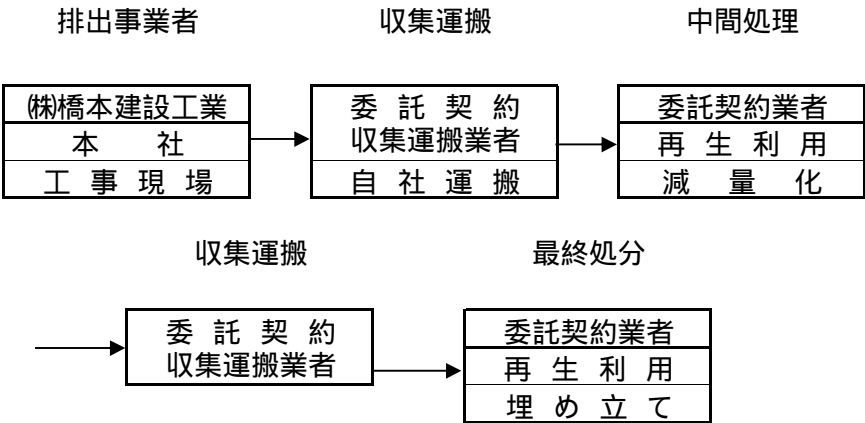 排出事業者 収集運搬 中間処理
㈱橋本建設工業
本社
工事現場
委託契約
収集運搬業者
自社運搬
委託契約業者
再生利用
減量化
収集運搬 最終処分
委託契約
収集運搬業者
委託契約業者
再生利用
埋め立て